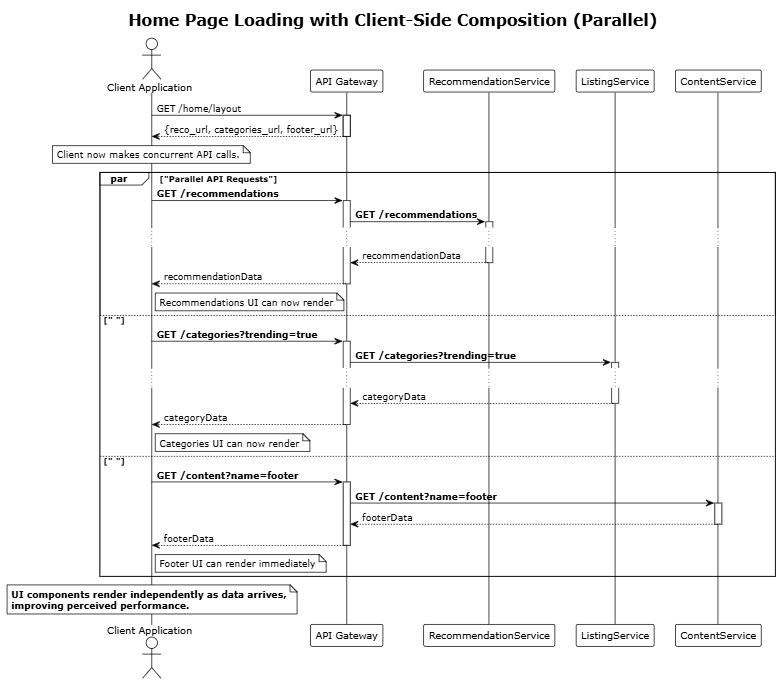 Home Page Loading with Client-Side Composition (Parallel)
Client Application
API Gateway
RecommendationService
ListingService
ContentService
GET /home/layout
{reco_url, categories_url, footer_url}
Client now makes concurrent API calls.
par
["Parallel API Requests"]
GET /recommendations
GET /recommendations
recommendationData
recommendationData
Recommendations UI can now render
[" "]
GET /categories?trending=true
GET /categories?trending=true
categoryData
categoryData
Categories UI can now render
[" "]
GET /content?name=footer
GET /content?name=footer
footerData
footerData
Footer UI can render immediately
UI components render independently as data arrives,
improving perceived performance.
Client Application
API Gateway
RecommendationService
ListingService
ContentService